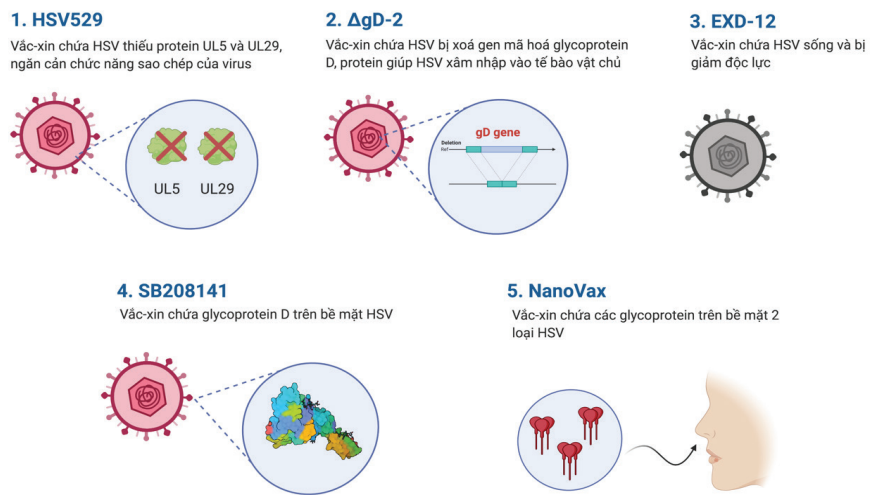 1. HSV529
Vắc-xin chứa HSV thiếu protein UL5 và UL29,
ngăn cản chức năng sao chép của virus
UL5 UL29
2. ΔgD-2
Vắc-xin chứa HSV bị xoá gen mã hoá glycoprotein
D, protein giúp HSV xâm nhập vào tế bào vật chủ
gD gene
Deletion
Ref
3. EXD-12
Vắc-xin chứa HSV sống và bị
giảm độc lực
4. SB208141
Vắc-xin chứa glycoprotein D trên bề mặt HSV
5. NanoVax
Vắc-xin chứa các glycoprotein trên bề mặt 2
loại HSV